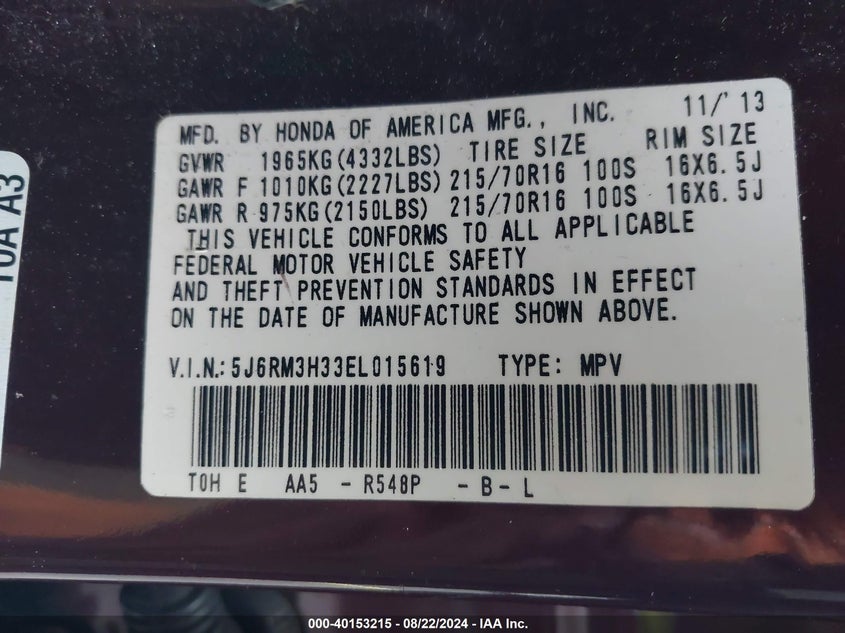 MFD. BY HONDA OF AMERICA MFG., INC. 11/'13
GVWR 1965KG(4332LBS) TIRE SIZE RIM SIZE
GAWR F 1010KG(2227LBS) 215/70R16 100S 16X6.5J
GAWR R 975KG(2150LBS) 215/70R16 100S 16X6.5J
THIS VEHICLE CONFORMS TO ALL APPLICABLE
FEDERAL MOTOR VEHICLE SAFETY
AND THEFT PREVENTION STANDARDS IN EFFECT
ON THE DATE OF MANUFACTURE SHOWN ABOVE.
V.I.N.: 5J6RM3H33EL015619 TYPE: MPV
T0H E AA5 - R548P - B - L
000-40153215 - 08/22/2024 - IAA Inc.